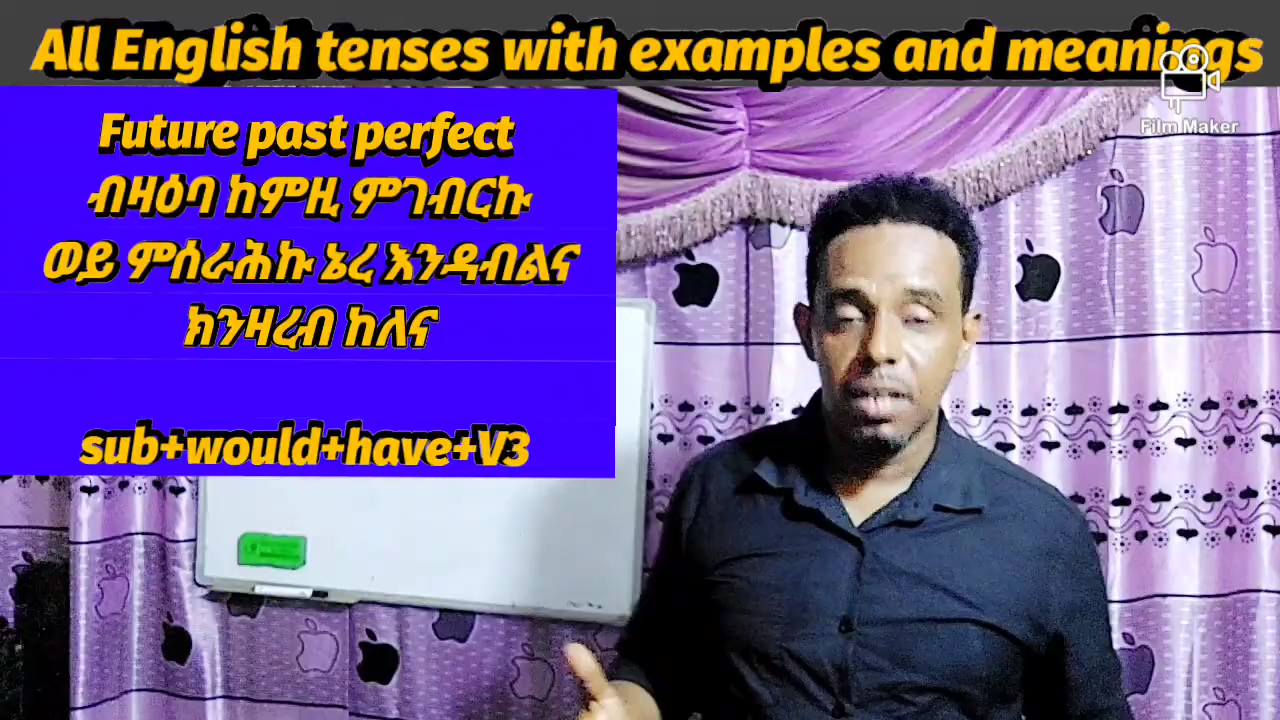 All English tenses with examples and meanings
Film Maker
Future past perfect
ብዛዕባ ከምዚ ምገብርኩ
ወይ ምሰራሕኩ ኔረ እንዳብልና
ክንዛረብ ከለና
sub+would+have+V3